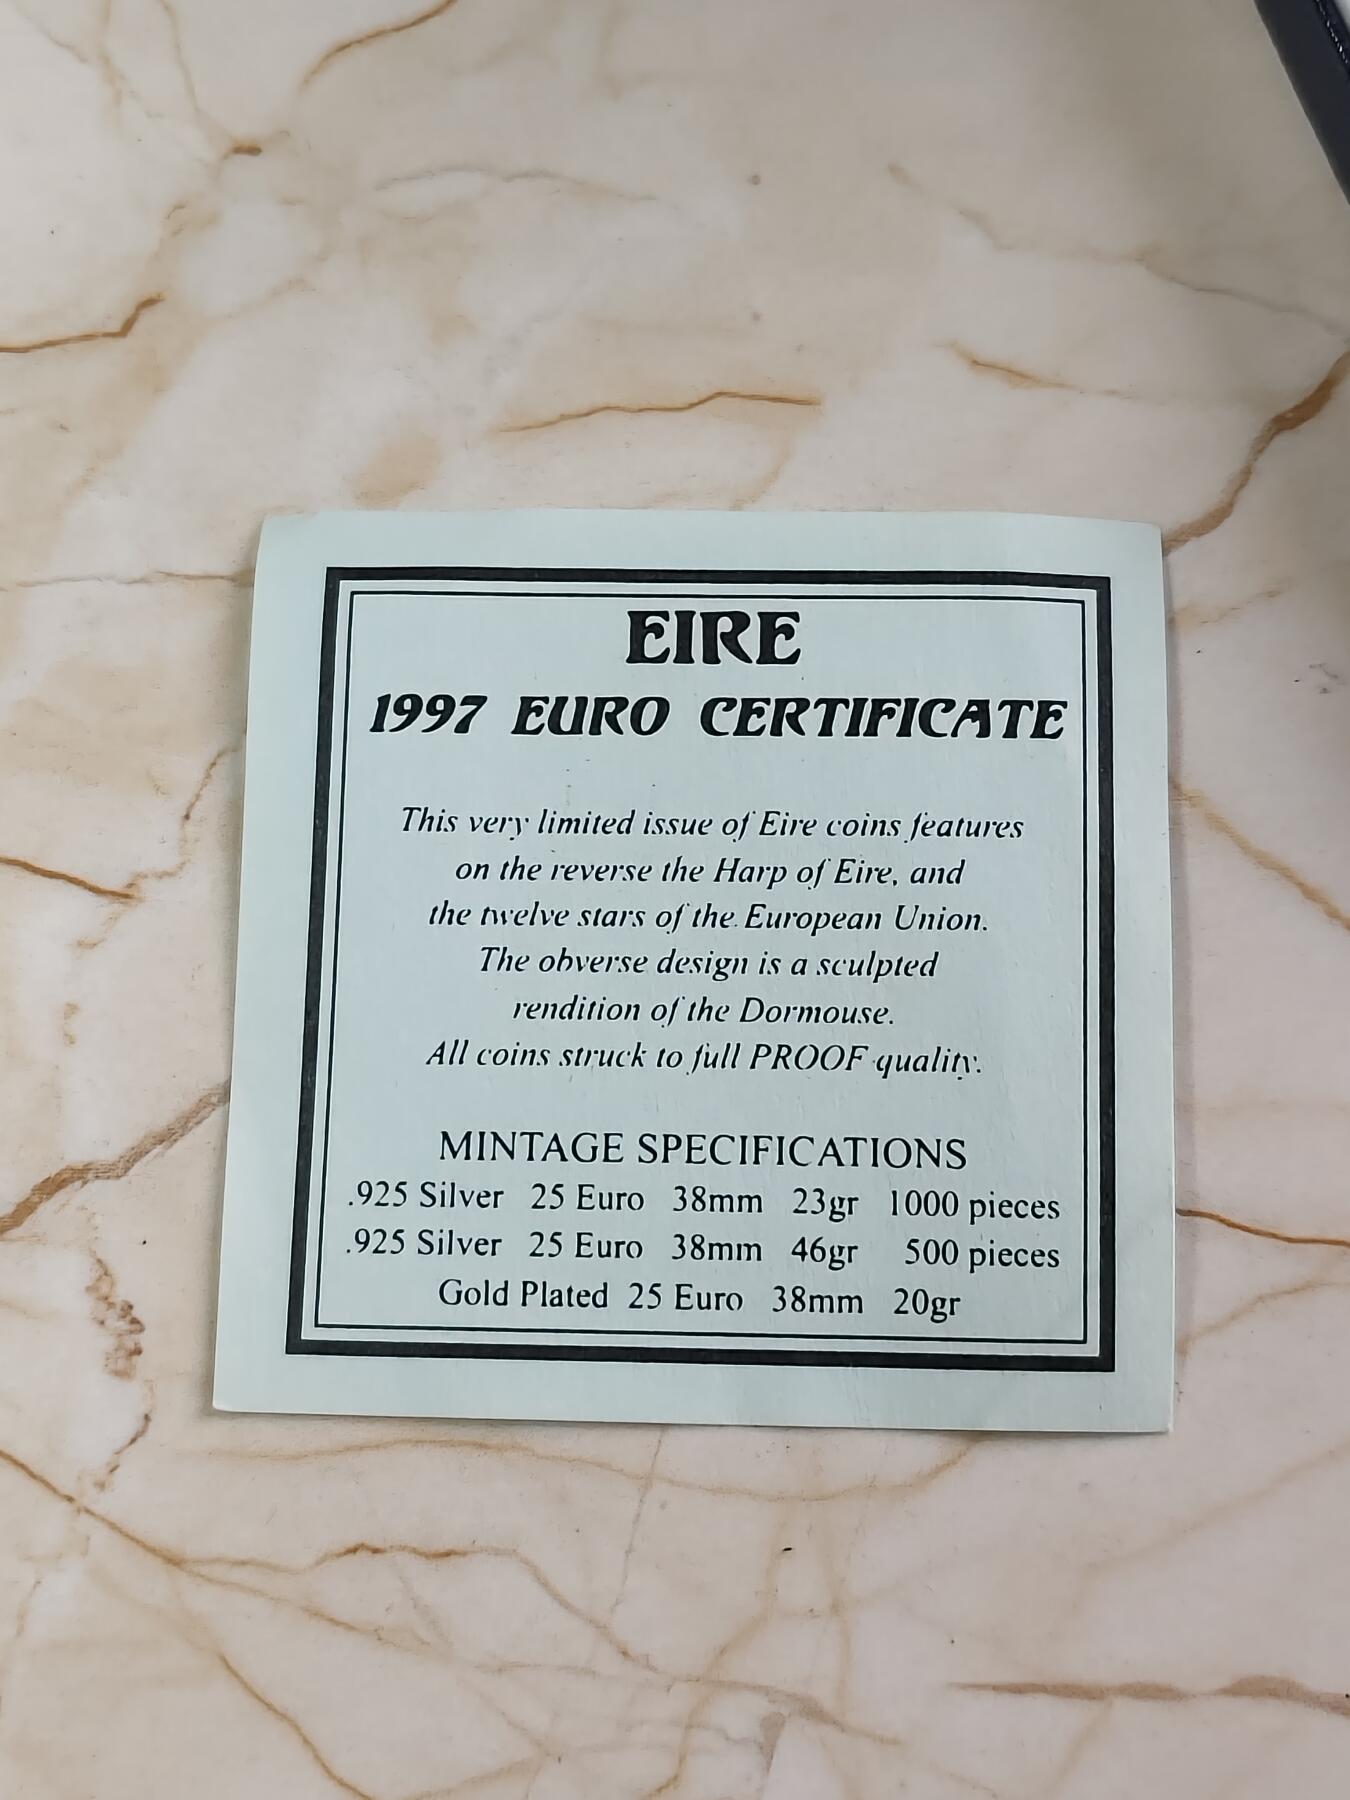 EIRE
1997 EURO CERTIFICATE
This very limited issue of Eire coins features
on the reverse the Harp of Eire, and
the twelve stars of the European Union.
The obverse design is a sculpted
rendition of the Dormouse.
All coins struck to full PROOF quality.
MINTAGE SPECIFICATIONS
.925 Silver 25 Euro 38mm 23gr 1000 pieces
.925 Silver 25 Euro 38mm 46gr 500 pieces
Gold Plated 25 Euro 38mm 20gr